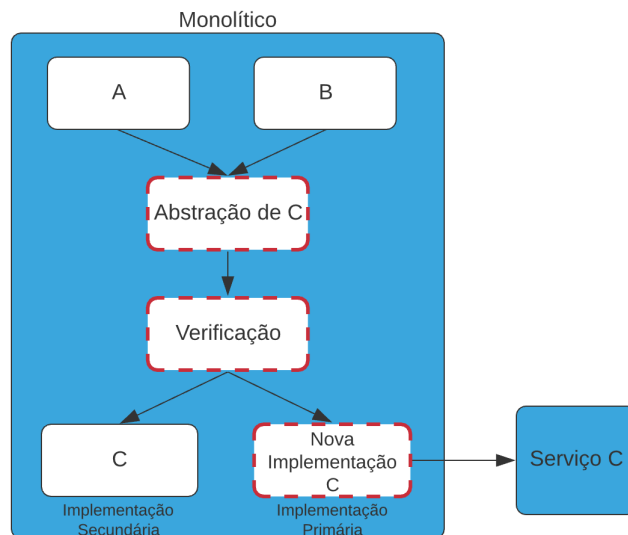 Monolítico
A
B
Abstração de C
Verificação
C
Nova
Implementação
C
Serviço C
Implementação
Secundária
Implementação
Primária